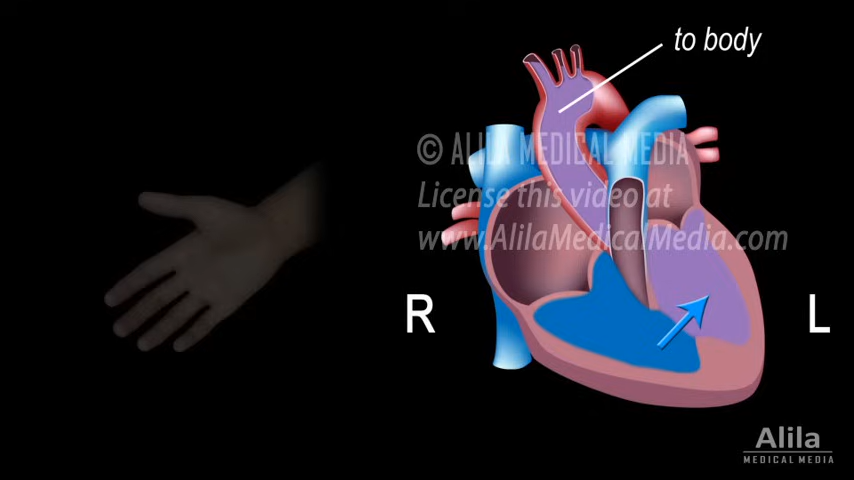 to body
© ALILA MEDICAL MEDIA
License this video at
www.AlilaMedicalMedia.com
R
L
Alila
MEDICAL MEDIA